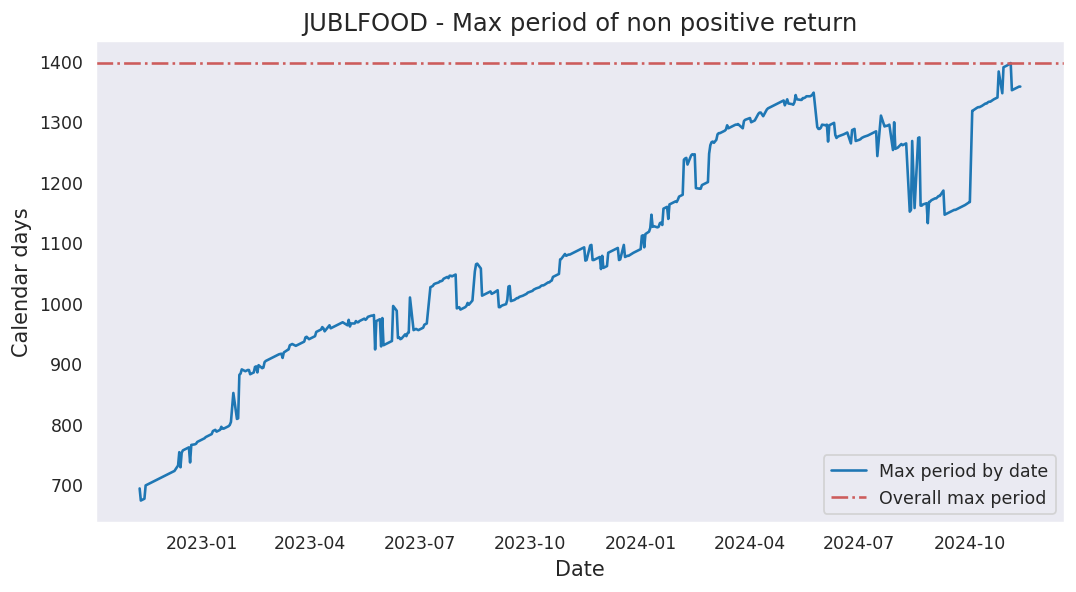 JUBLFOOD - Max period of non positive return
Calendar days
1400
1300
1200
1100
1000
900
800
700
Max period by date
Overall max period
2023-01 2023-04 2023-07 2023-10 2024-01 2024-04 2024-07 2024-10
Date